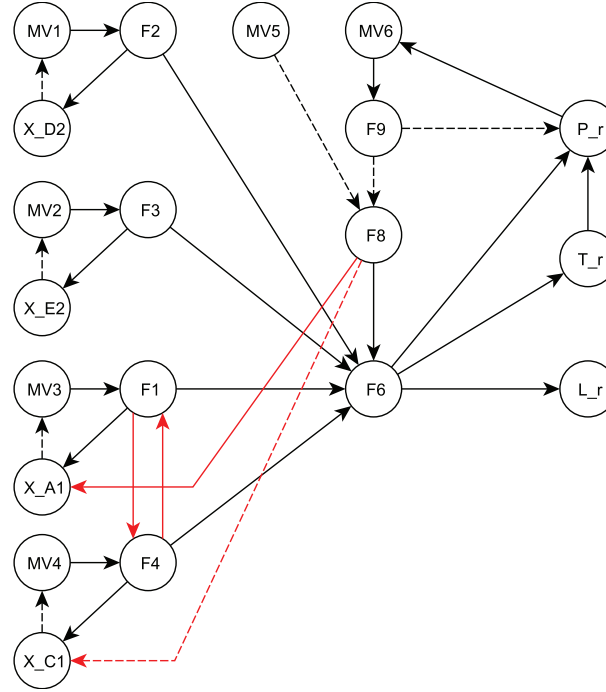 MV1
F2
MV5
MV6
X_D2
F9
P_r
MV2
F3
F8
T_r
X_E2
MV3
F1
F6
L_r
X_A1
MV4
F4
X_C1